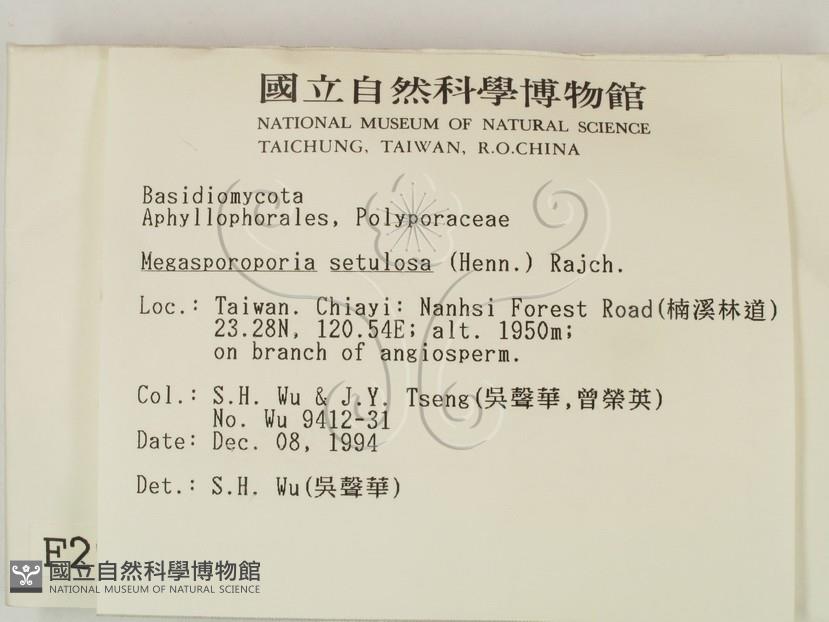 國立自然科學博物館
NATIONAL MUSEUM OF NATURAL SCIENCE
TAICHUNG, TAIWAN, R.O.CHINA
Basidiomycota
Aphyllophorales, Polyporaceae
Megasporoporia setulosa (Henn.) Rajch.
Loc.: Taiwan. Chiayi: Nanhsi Forest Road(楠溪林道)
23.28N, 120.54E; alt. 1950m;
on branch of angiosperm.
Col.: S.H. Wu & J.Y. Tseng(吳聲華,曾榮英)
No. Wu 9412-31
Date: Dec. 08, 1994
Det.: S.H. Wu(吳聲華)
F2
國立自然科學博物館
NATIONAL MUSEUM OF NATURAL SCIENCE